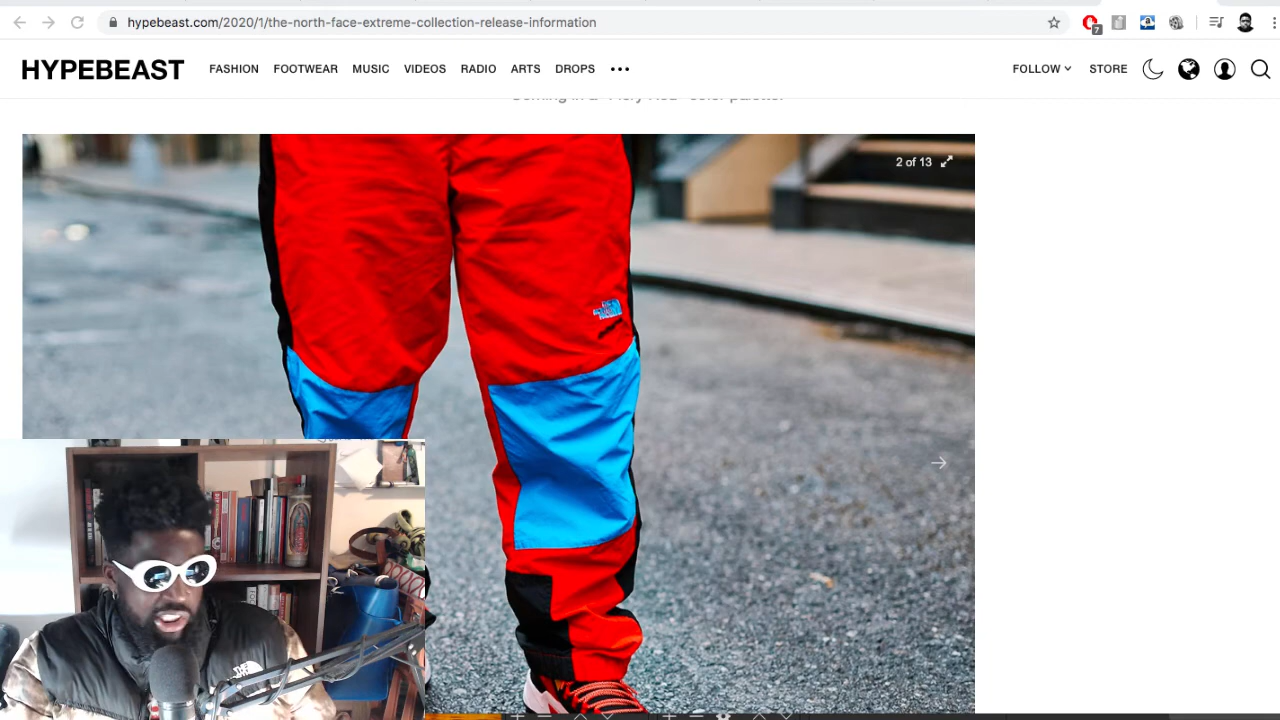 hypebeast.com/2020/1/the-north-face-extreme-collection-release-information
7
HYPEBEAST FASHION FOOTWEAR MUSIC VIDEOS RADIO ARTS DROPS ••• FOLLOW STORE
2 of 13